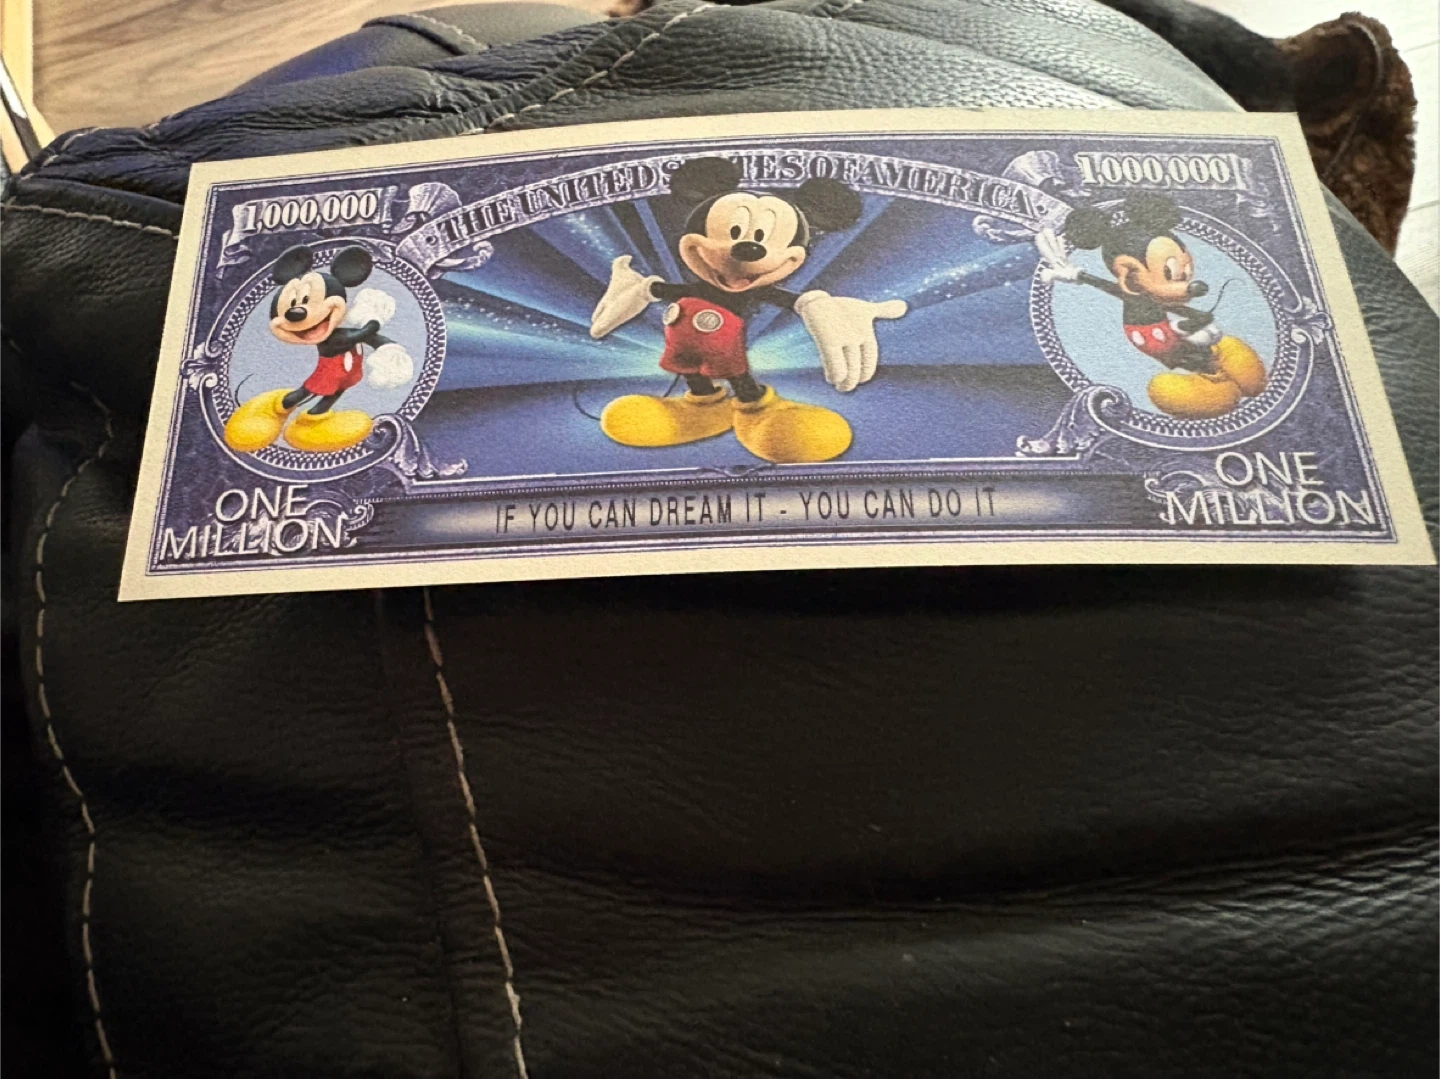 1,000,000
THE UNITED STATES OF AMERICA
1,000,000
ONE
MILLION
IF YOU CAN DREAM IT - YOU CAN DO IT
ONE
MILLION